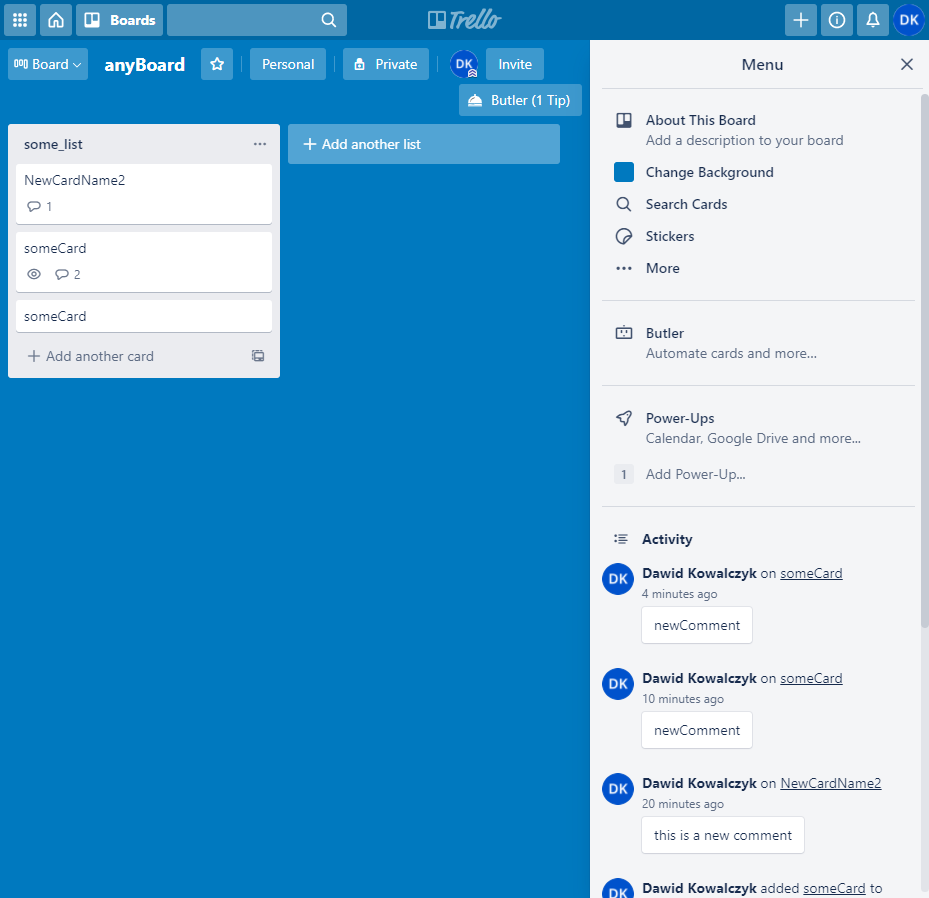 Boards
Trello
DK
Board
anyBoard
Personal
Private
DK
Invite
Butler (1 Tip)
some_list
NewCardName2
1
someCard
2
someCard
Add another card
Add another list
Menu
About This Board
Add a description to your board
Change Background
Search Cards
Stickers
More
Butler
Automate cards and more...
Power-Ups
Calendar, Google Drive and more...
1 Add Power-Up...
Activity
DK
Dawid Kowalczyk on someCard
4 minutes ago
newComment
DK
Dawid Kowalczyk on someCard
10 minutes ago
newComment
DK
Dawid Kowalczyk on NewCardName2
20 minutes ago
this is a new comment
DK
Dawid Kowalczyk added someCard to